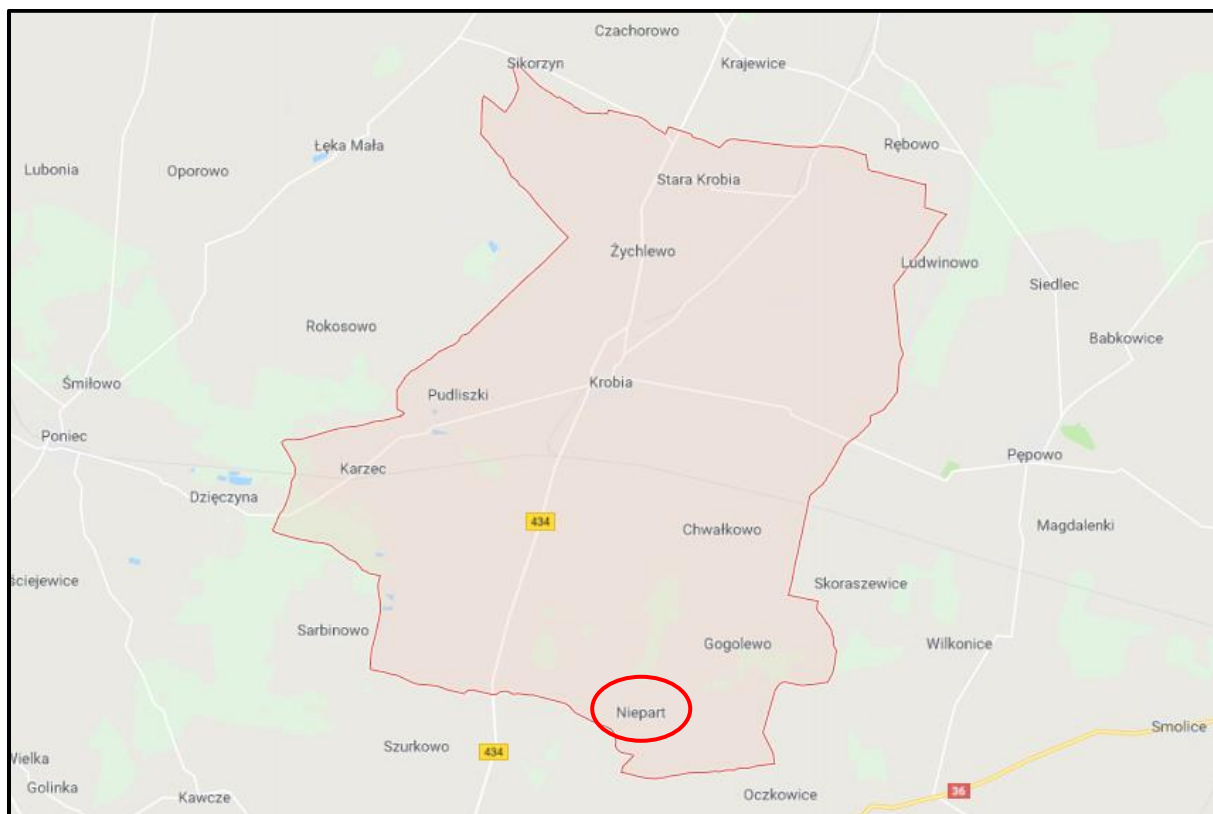 Czachorowo
Sikorzyn
Krajewice
Łęka Mała
Rębowo
Lubonia
Oporowo
Stara Krobia
Żychlewo
Ludwinowo
Siedlec
Rokosowo
Babkowice
Śmiłowo
Krobia
Pudliszki
Poniec
Pępowo
Karzec
Dzięczyna
434
Chwałkowo
Magdalenki
ściejewice
Skoraszewice
Sarbinowo
Gogolewo
Wilkonice
Niepart
Smolice
Szurkowo
434
Wielka
Golinka
Kawcze
Oczkowice
36